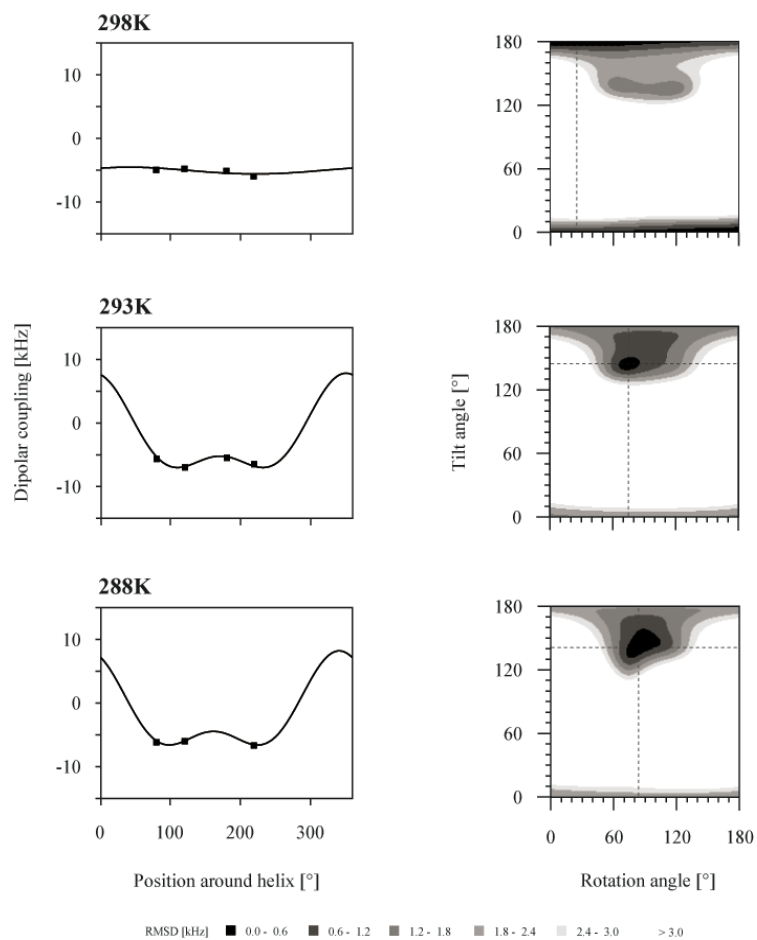 298K
10
0
-10
180
120
60
0
293K
10
0
-10
180
120
60
0
Dipolar coupling [kHz]
Tilt angle [°]
288K
10
0
-10
0 100 200 300
180
120
60
0
0 60 120 180
Position around helix [°]
Rotation angle [°]
RMSD [kHz] 0.0 - 0.6 0.6 - 1.2 1.2 - 1.8 1.8 - 2.4 2.4 - 3.0 > 3.0